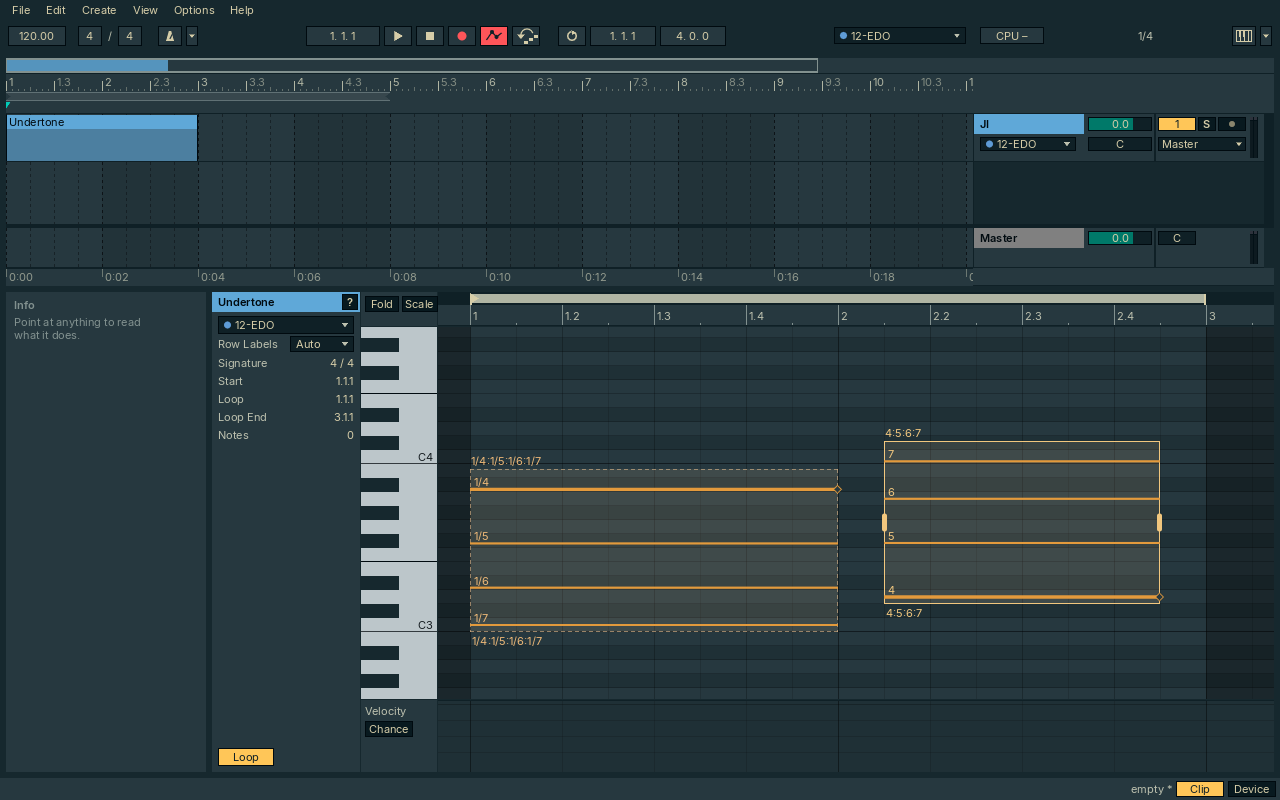 File Edit Create View Options Help
120.00 4 / 4 1. 1. 1 1. 1. 1 4. 0. 0 12-EDO CPU – 1/4
1 1.3 2 2.3 3 3.3 4 4.3 5 5.3 6 6.3 7 7.3 8 8.3 9 9.3 10 10.3 1
Undertone
JI 0.0 1 S
12-EDO C Master
Master 0.0 C
0:00 0:02 0:04 0:06 0:08 0:10 0:12 0:14 0:16 0:18
Info
Point at anything to read
what it does.
Undertone ?
12-EDO
Row Labels Auto
Signature 4 / 4
Start 1.1.1
Loop 1.1.1
Loop End 3.1.1
Notes 0
Loop
Fold Scale
1 1.2 1.3 1.4 2 2.2 2.3 2.4 3
C4
C3
1/4:1/5:1/6:1/7
1/4
1/5
1/6
1/7
1/4:1/5:1/6:1/7
4:5:6:7
7
6
5
4
4:5:6:7
Velocity
Chance
empty * Clip Device